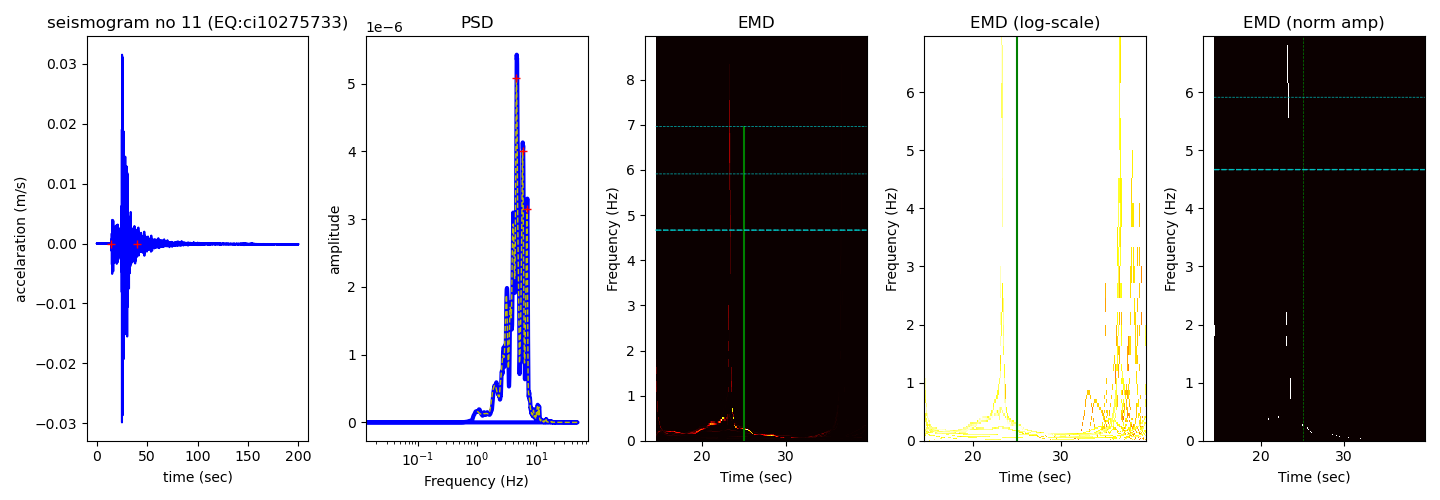 seismogram no 11 (EQ:ci10275733)
accelaration (m/s)
0.03
0.02
0.01
0.00
−0.01
−0.02
−0.03
0 50 100 150 200
time (sec)
PSD
1e−6
amplitude
5
4
3
2
1
0
10⁻¹ 10⁰ 10¹
Frequency (Hz)
EMD
Frequency (Hz)
8
7
6
5
4
3
2
1
0
20 30
Time (sec)
EMD (log-scale)
Frequency (Hz)
6
5
4
3
2
1
0
20 30
Time (sec)
EMD (norm amp)
Frequency (Hz)
6
5
4
3
2
1
0
20 30
Time (sec)